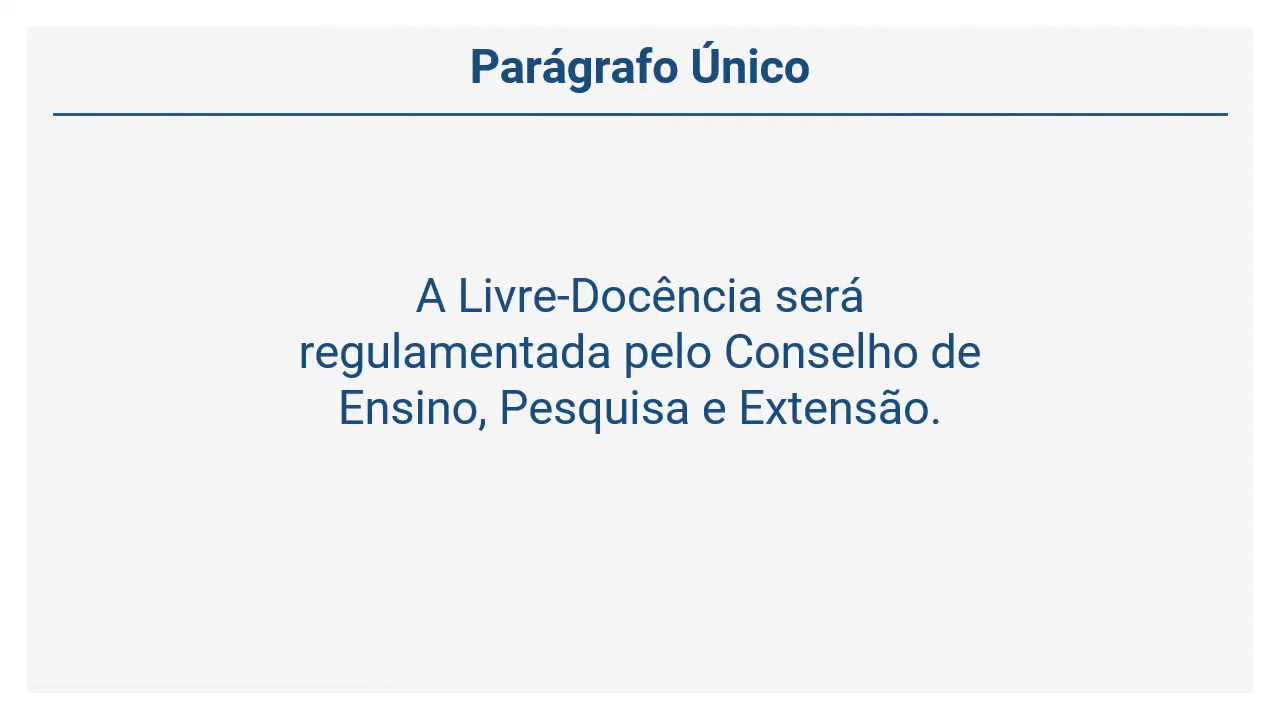 Parágrafo Único
A Livre-Docência será
regulamentada pelo Conselho de
Ensino, Pesquisa e Extensão.